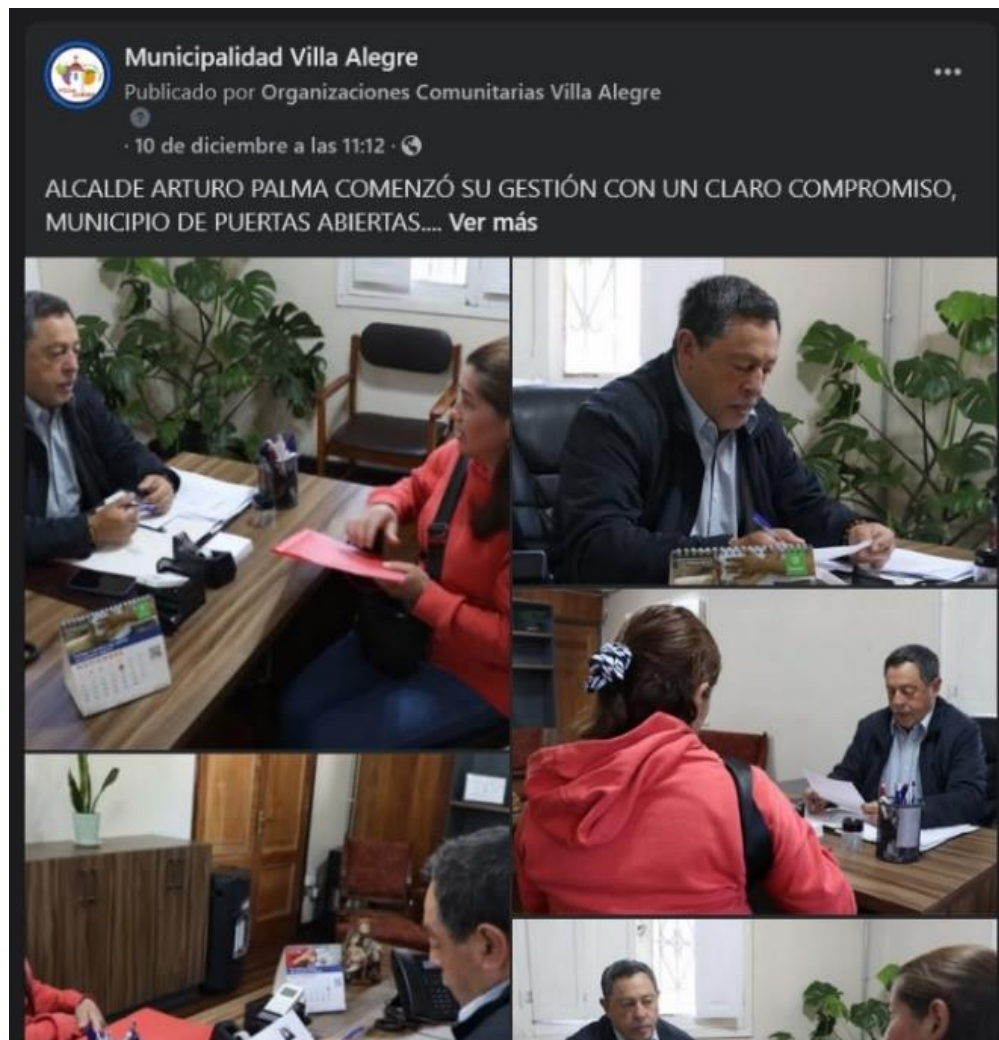 Municipalidad Villa Alegre
Publicado por Organizaciones Comunitarias Villa Alegre
· 10 de diciembre a las 11:12 ·
ALCALDE ARTURO PALMA COMENZÓ SU GESTIÓN CON UN CLARO COMPROMISO,
MUNICIPIO DE PUERTAS ABIERTAS.... Ver más